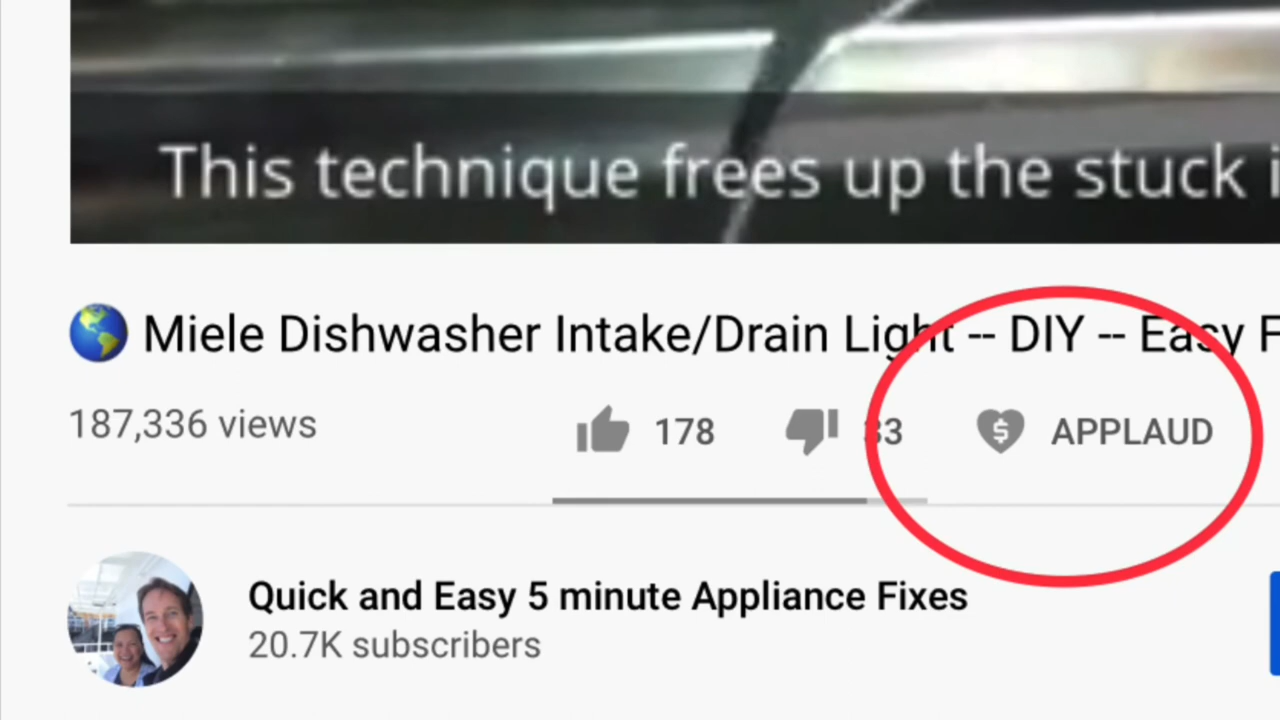 This technique frees up the stuck
Miele Dishwasher Intake/Drain Light -- DIY -- Easy F
187,336 views 178 33 $ APPLAUD
Quick and Easy 5 minute Appliance Fixes
20.7K subscribers